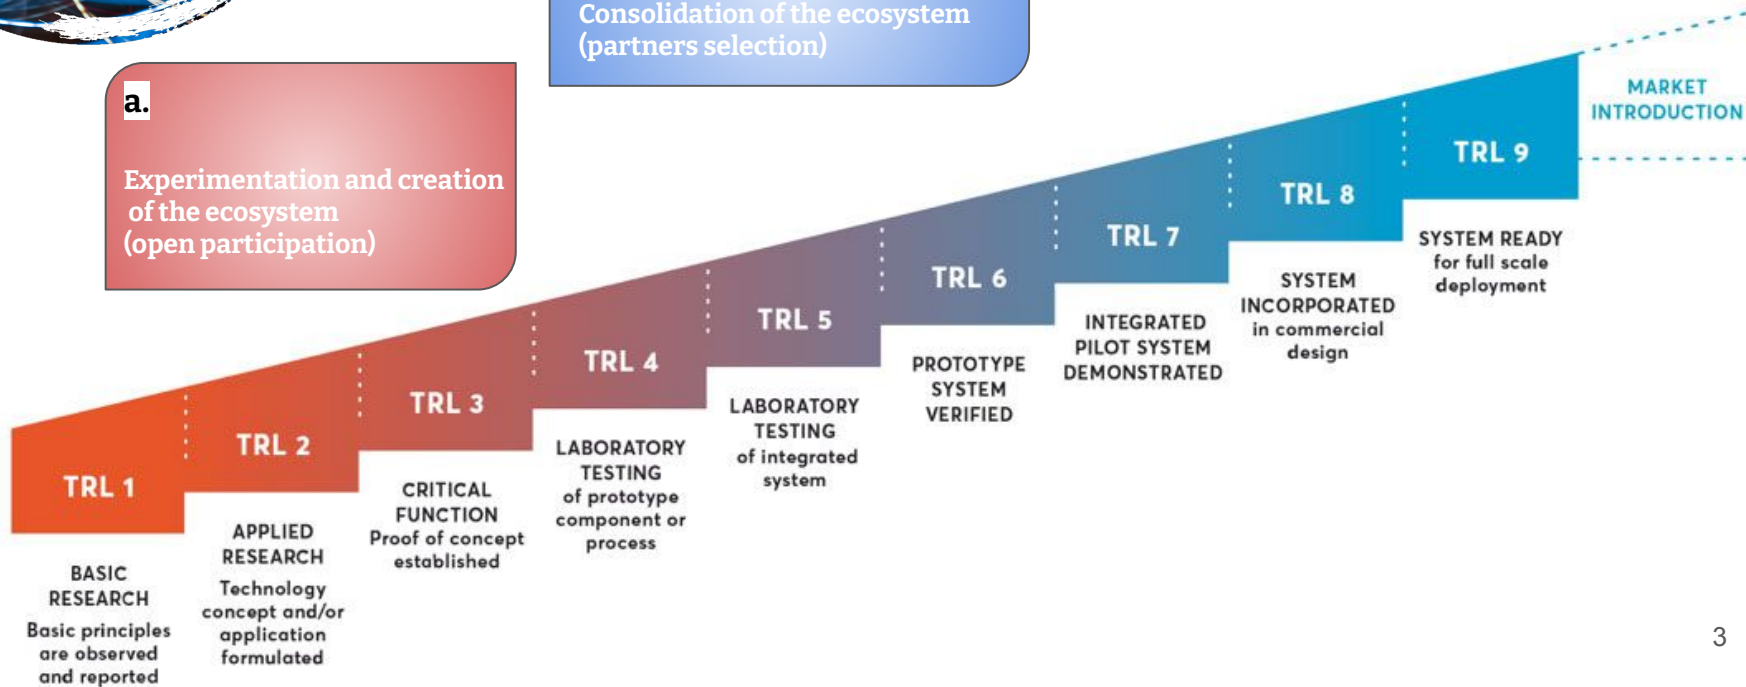 Consolidation of the ecosystem
(partners selection)
a.
Experimentation and creation
of the ecosystem
(open participation)
MARKET
INTRODUCTION
TRL 9
SYSTEM READY
for full scale
deployment
TRL 8
SYSTEM
INCORPORATED
in commercial
design
TRL 7
INTEGRATED
PILOT SYSTEM
DEMONSTRATED
TRL 6
PROTOTYPE
SYSTEM
VERIFIED
TRL 5
LABORATORY
TESTING
of integrated
system
TRL 4
LABORATORY
TESTING
of prototype
component or
process
TRL 3
CRITICAL
FUNCTION
Proof of concept
established
TRL 2
APPLIED
RESEARCH
Technology
concept and/or
application
formulated
TRL 1
BASIC
RESEARCH
Basic principles
are observed
and reported
3